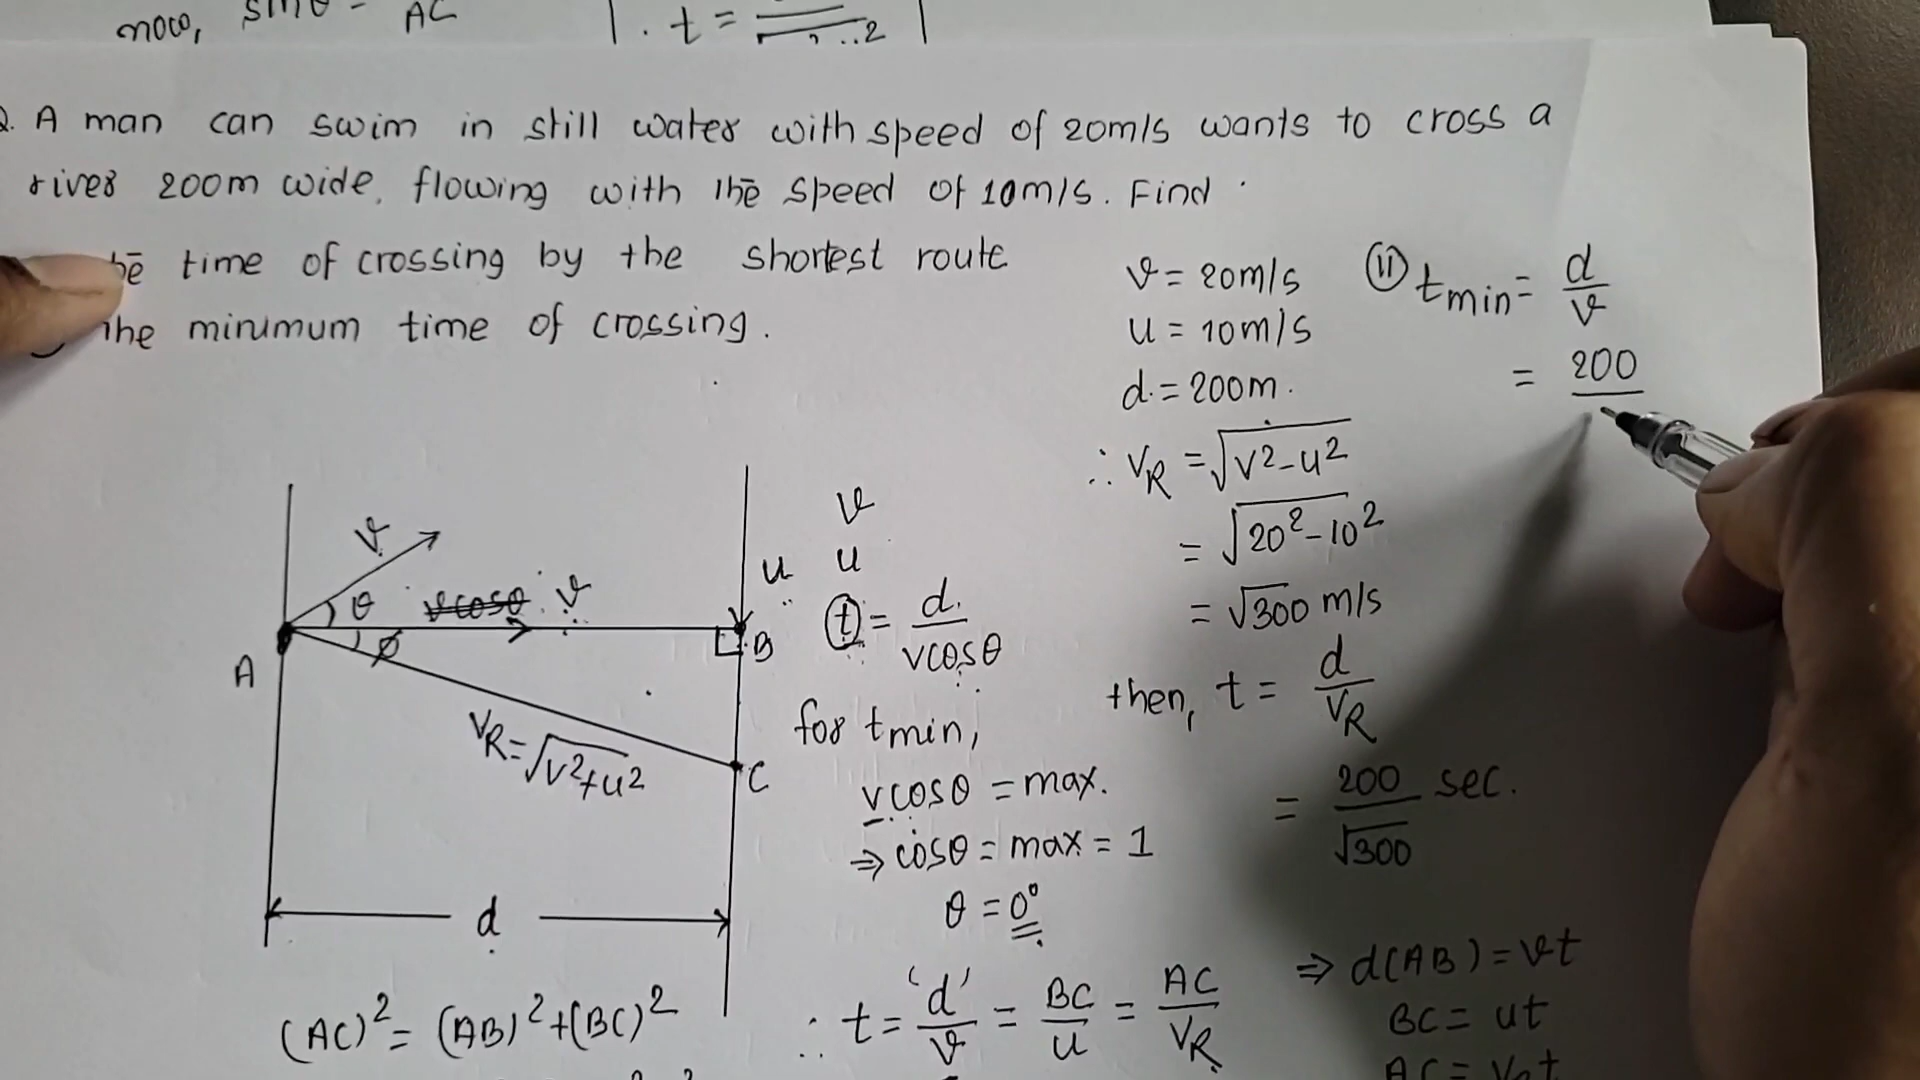 now, sinθ = AC
∴ t =
Q. A man can swim in still water with speed of 20m/s wants to cross a
river 200m wide, flowing with the speed of 10m/s. Find
the time of crossing by the shortest route
the minimum time of crossing.
v = 20m/s
u = 10m/s
d = 200m.
∴ VR = √v²-u²
= √20²-10²
= √300 m/s
then, t = d/VR
= 200/√300 sec.
(ii) tmin = d/v
= 200
v
θ vcosθ v
u
A
φ
B
VR = √v²+u²
C
d
v
u
t = d/vcosθ
for tmin,
vcosθ = max.
⇒ cosθ = max = 1
θ = 0°
(AC)² = (AB)²+(BC)²
∴ t = 'd'/v = BC/u = AC/VR
⇒ d(AB) = vt
BC = ut
AC = VRt